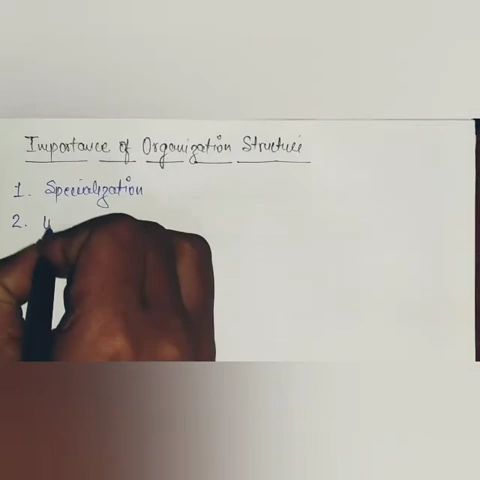 Importance of Organization Structure
1. Specialization
2.